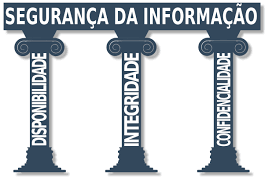 SEGURANÇA DA INFORMAÇÃO
DISPONIBILIDADE
INTEGRIDADE
CONFIDENCIALIDADE